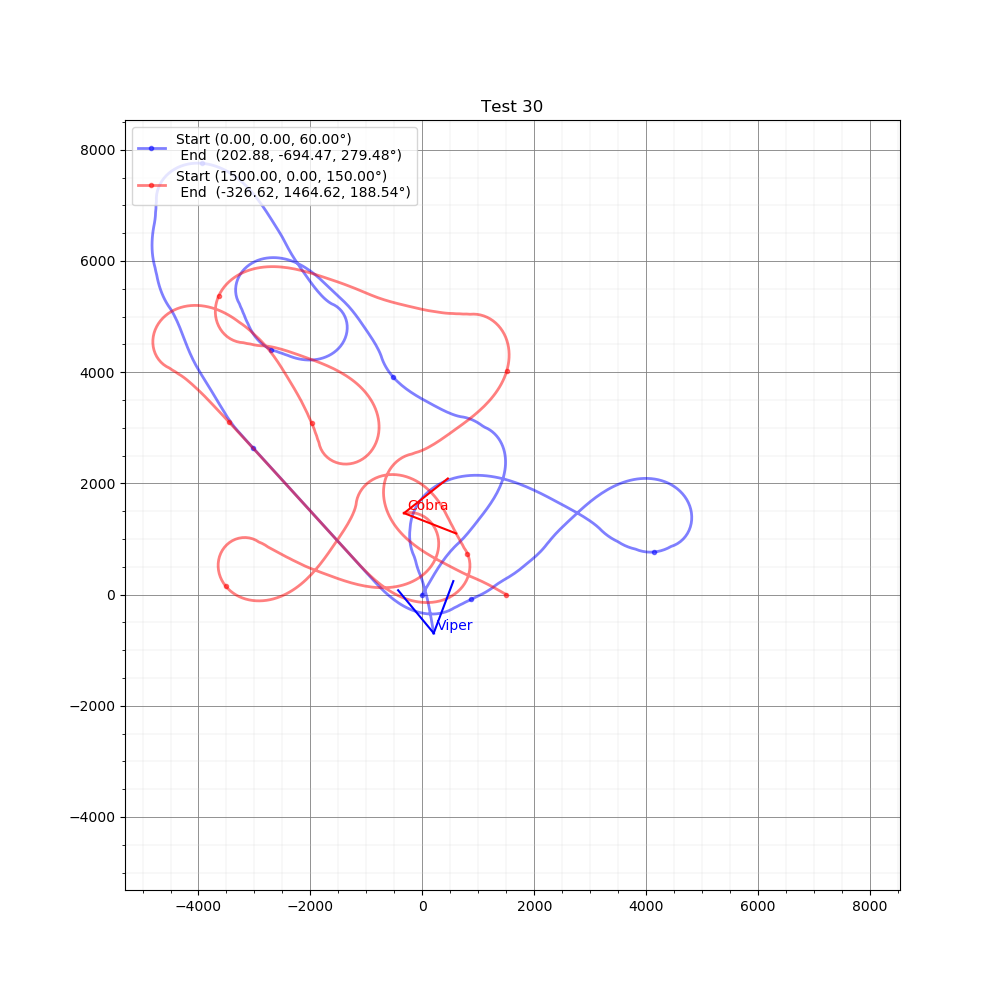 Test 30
Start (0.00, 0.00, 60.00°)
End (202.88, -694.47, 279.48°)
Start (1500.00, 0.00, 150.00°)
End (-326.62, 1464.62, 188.54°)
8000
6000
4000
2000
0
−2000
−4000
Cobra
Viper
−4000 −2000 0 2000 4000 6000 8000